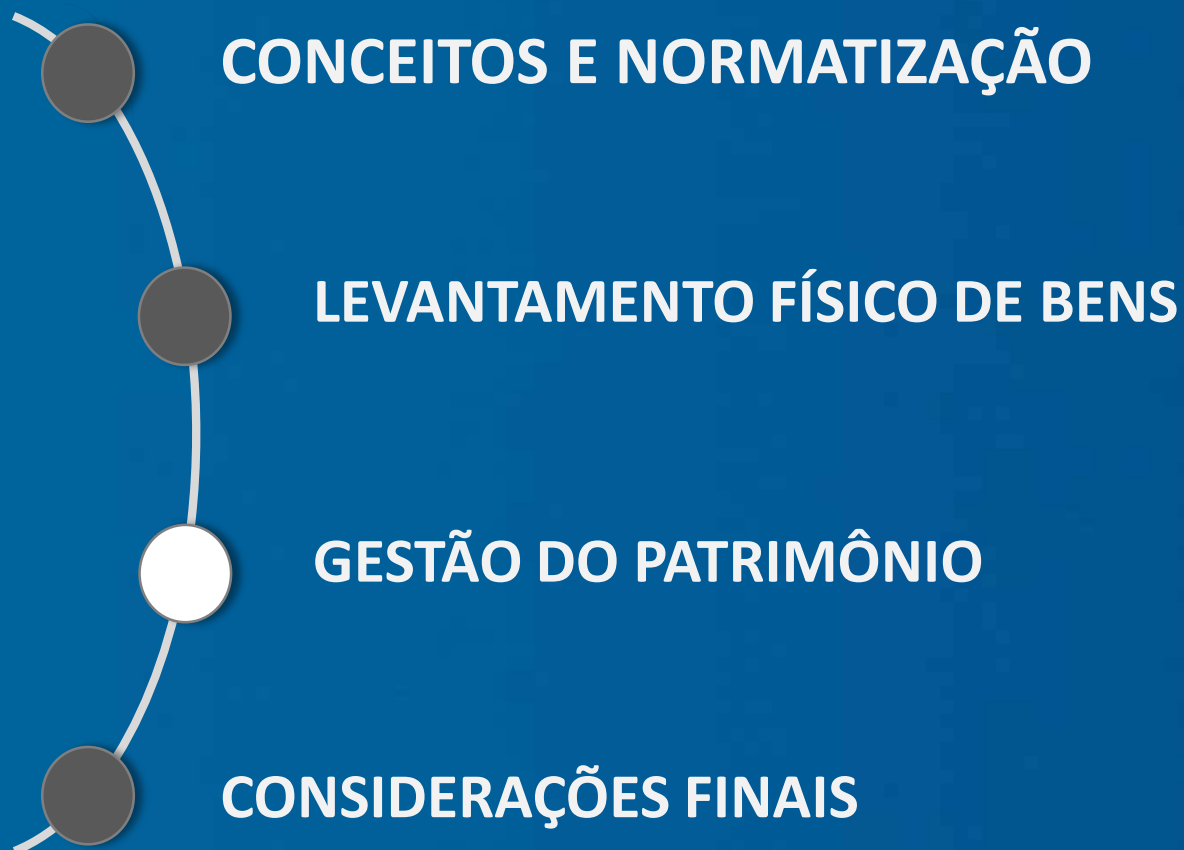 CONCEITOS E NORMATIZAÇÃO
LEVANTAMENTO FÍSICO DE BENS
GESTÃO DO PATRIMÔNIO
CONSIDERAÇÕES FINAIS